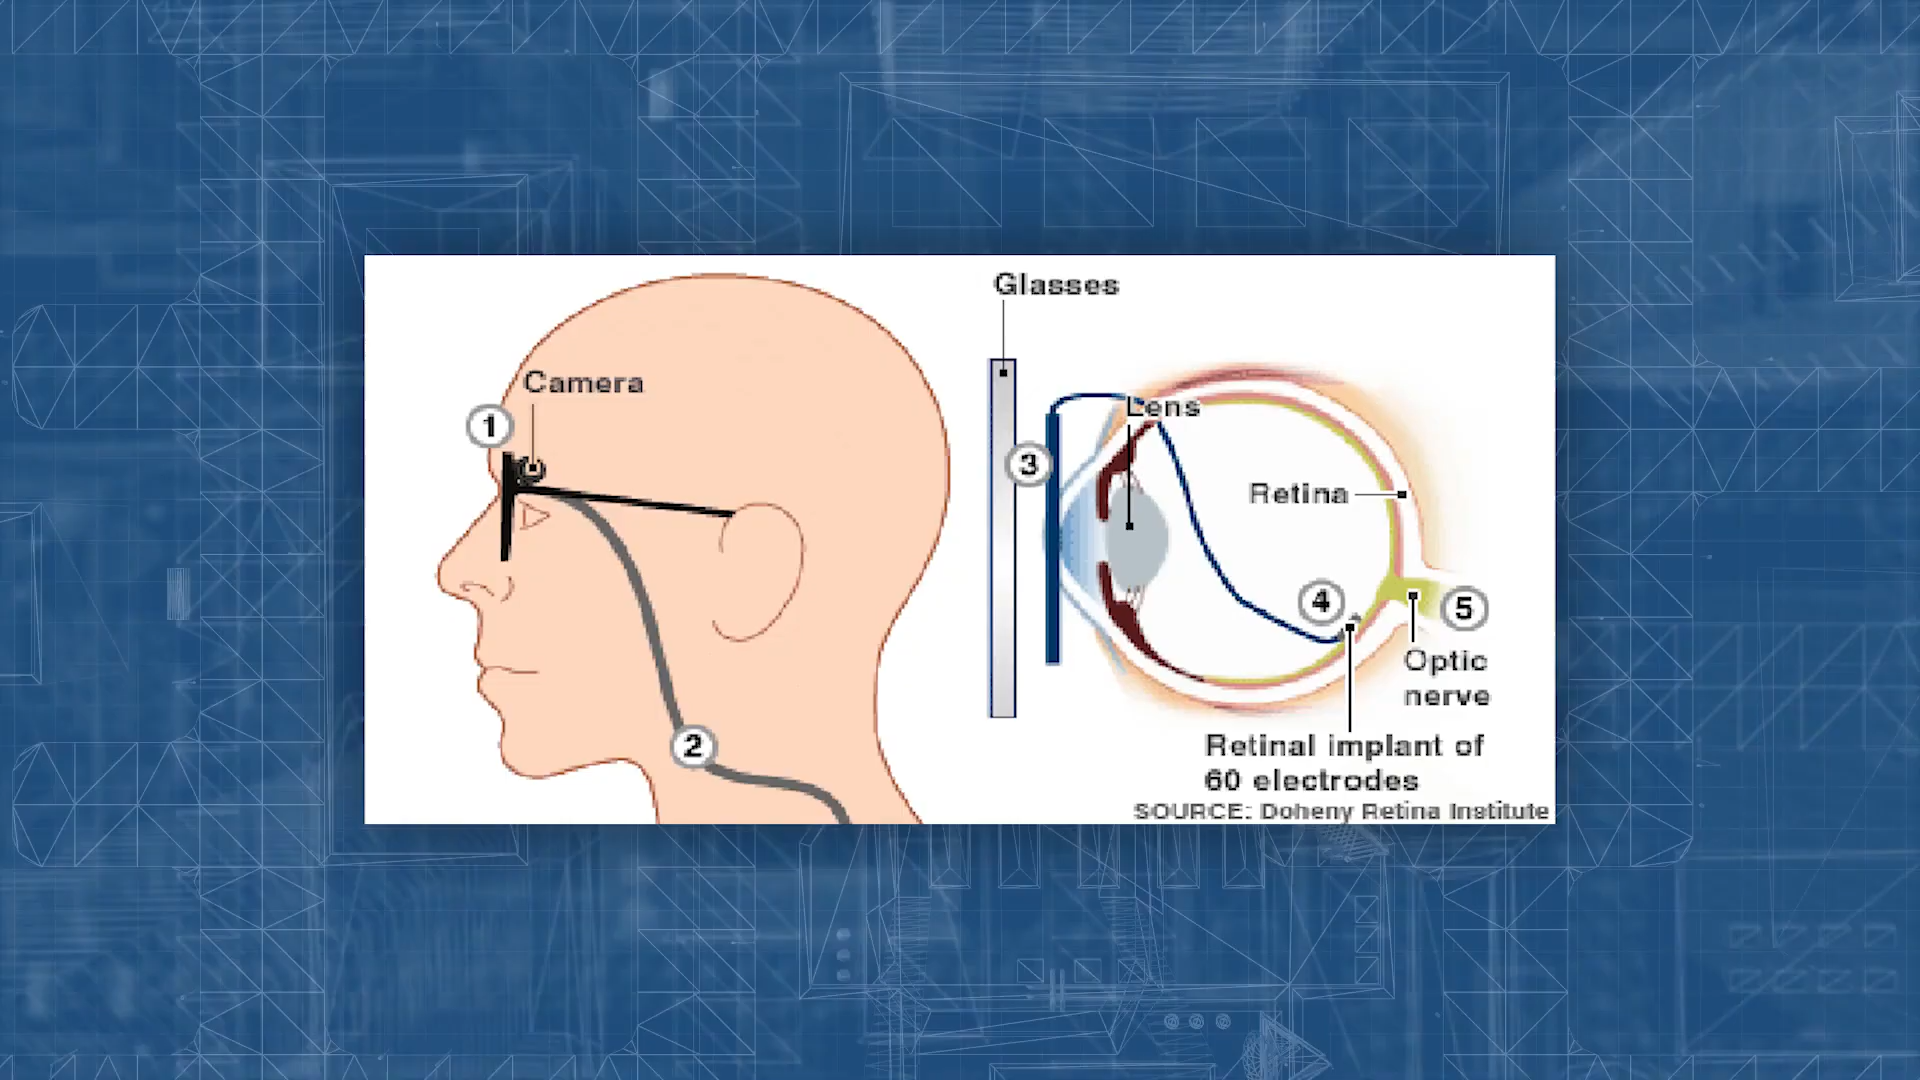 Camera
1
2
Glasses
Lens
3
Retina
4
5
Optic
nerve
Retinal implant of
60 electrodes
SOURCE: Doheny Retina Institute